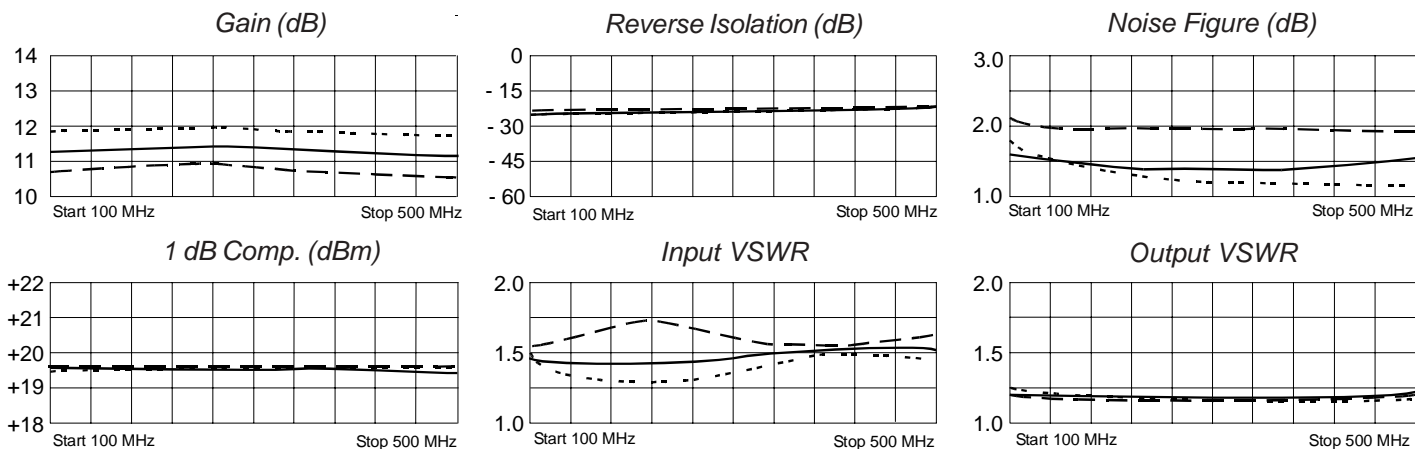 Gain (dB)
14
13
12
11
10
Start 100 MHz
Stop 500 MHz
Reverse Isolation (dB)
0
- 15
- 30
- 45
- 60
Start 100 MHz
Stop 500 MHz
Noise Figure (dB)
3.0
2.0
1.0
Start 100 MHz
Stop 500 MHz
1 dB Comp. (dBm)
+22
+21
+20
+19
+18
Start 100 MHz
Stop 500 MHz
Input VSWR
2.0
1.5
1.0
Start 100 MHz
Stop 500 MHz
Output VSWR
2.0
1.5
1.0
Start 100 MHz
Stop 500 MHz